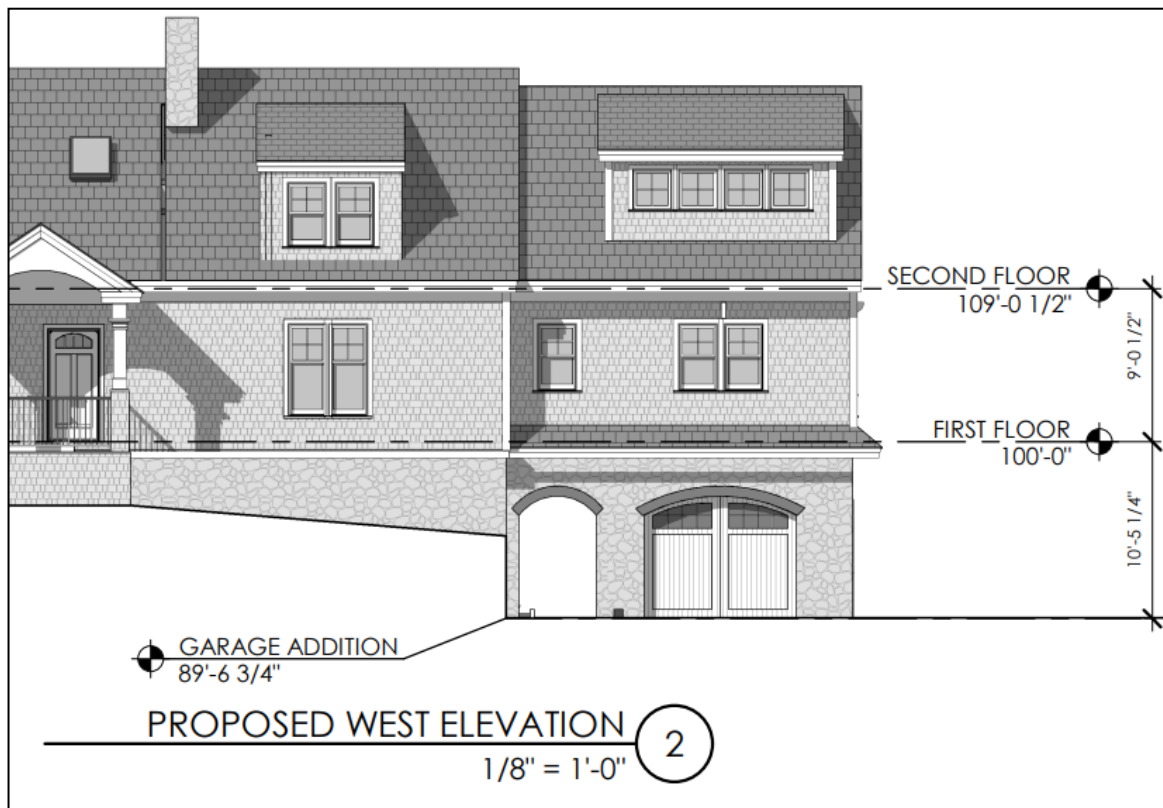 SECOND FLOOR
109'-0 1/2"
9'-0 1/2"
FIRST FLOOR
100'-0"
10'-5 1/4"
GARAGE ADDITION
89'-6 3/4"
PROPOSED WEST ELEVATION
2
1/8" = 1'-0"